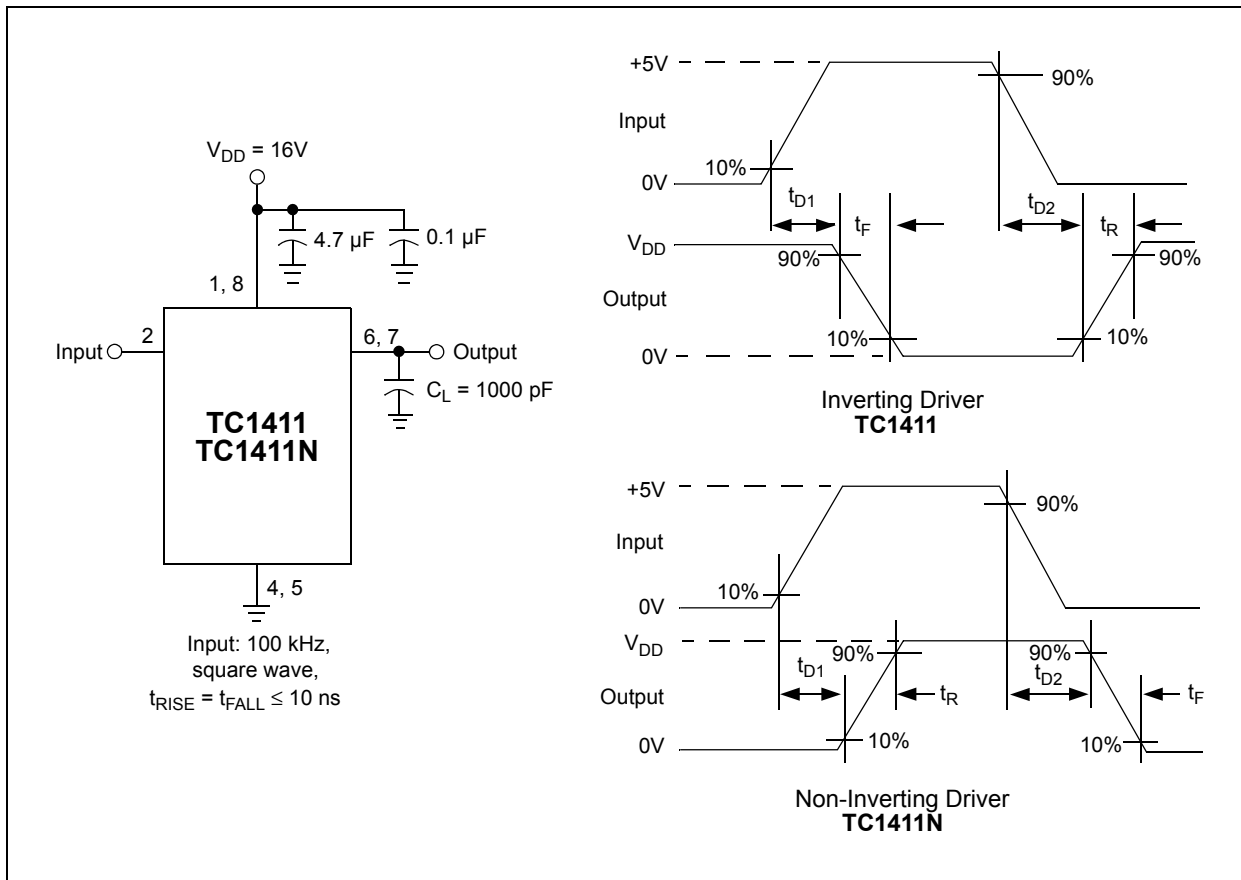 V_DD = 16V
4.7 µF
0.1 µF
1, 8
Input
2
6, 7
Output
C_L = 1000 pF
TC1411
TC1411N
4, 5
Input: 100 kHz,
square wave,
t_RISE = t_FALL ≤ 10 ns
+5V
90%
Input
10%
0V
t_D1
t_F
t_D2
t_R
V_DD
90%
90%
Output
10%
10%
0V
Inverting Driver
TC1411
+5V
90%
Input
10%
0V
V_DD
t_D1
90%
90%
t_R
t_D2
t_F
Output
10%
10%
0V
Non-Inverting Driver
TC1411N